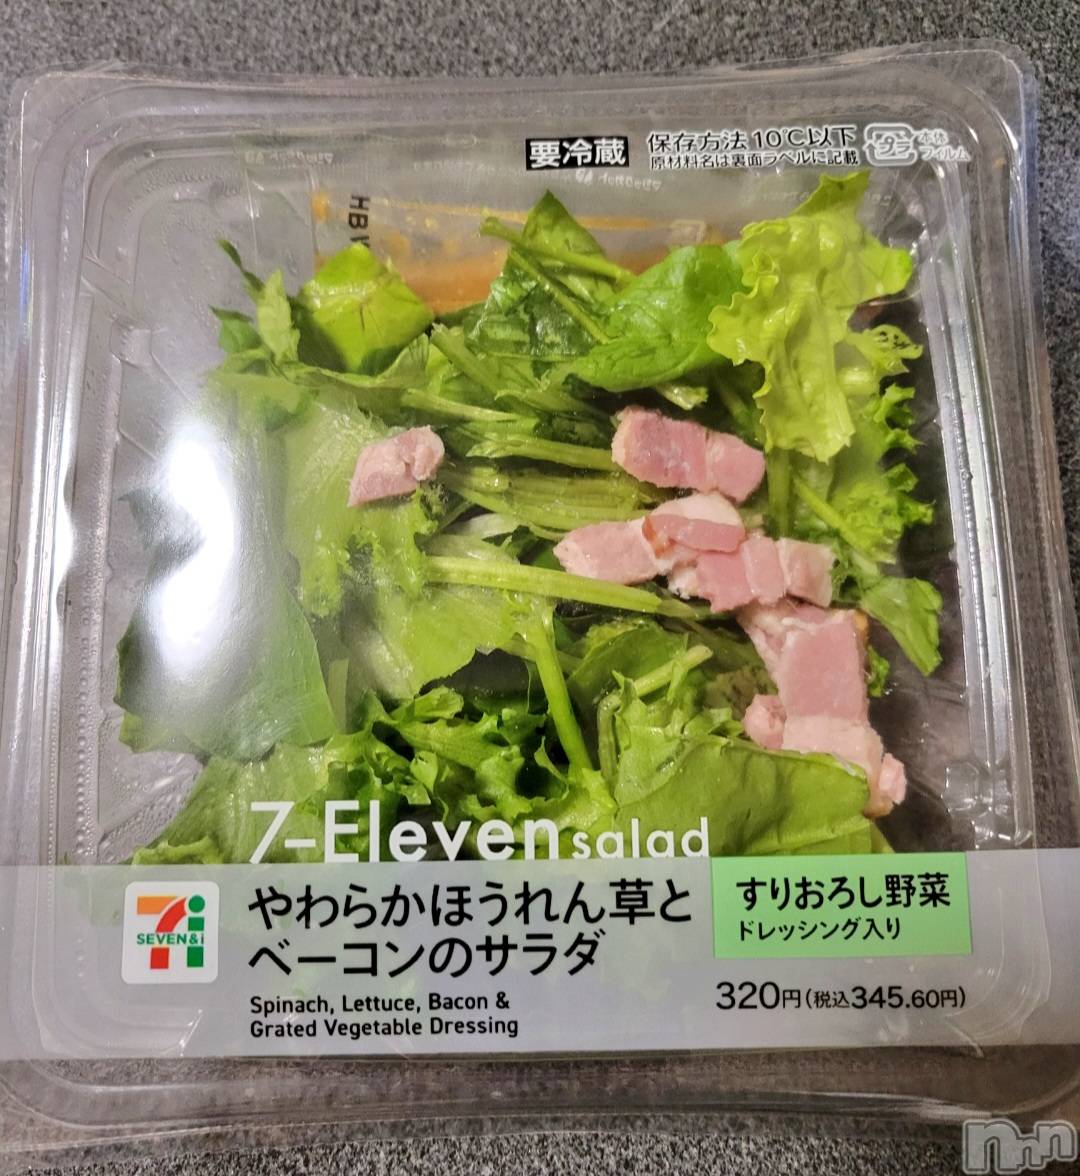 要冷蔵
保存方法 10℃以下
原材料名は裏面ラベルに記載
プラ
本体
フィルム
7-Eleven salad
SEVEN&i
やわらかほうれん草と
ベーコンのサラダ
すりおろし野菜
ドレッシング入り
Spinach, Lettuce, Bacon &
Grated Vegetable Dressing
320円(税込345.60円)